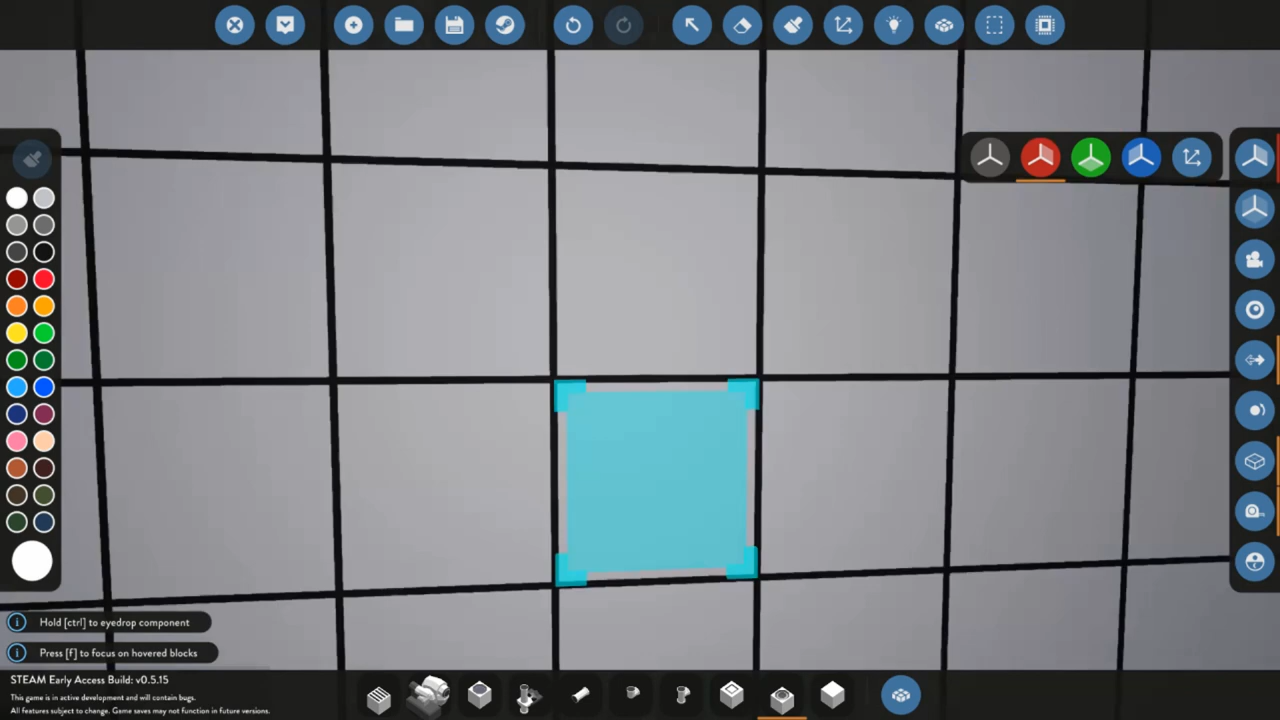 Hold [ctrl] to eyedrop component
Press [f] to focus on hovered blocks
STEAM Early Access Build: v0.5.15
This game is in active development and will contain bugs.
All features subject to change. Game saves may not function in future versions.